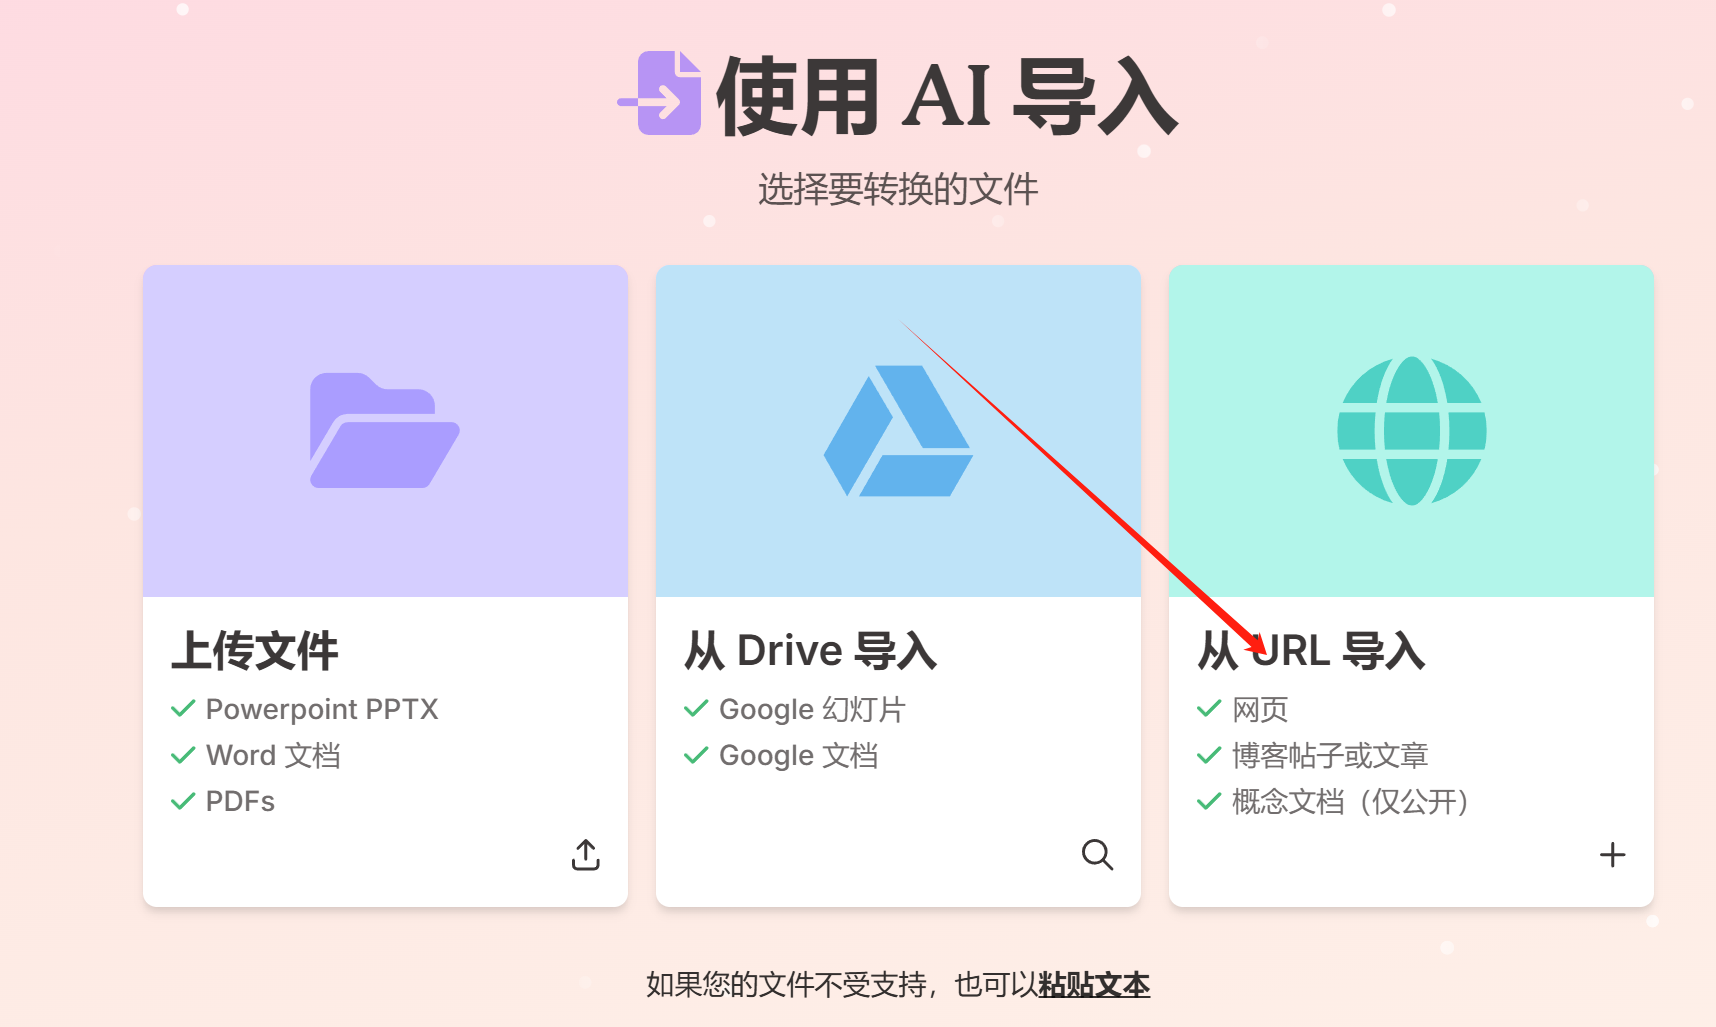 使用 AI 导入
选择要转换的文件
上传文件
Powerpoint PPTX
Word 文档
PDFs
从 Drive 导入
Google 幻灯片
Google 文档
从 URL 导入
网页
博客帖子或文章
概念文档（仅公开）
如果您的文件不受支持，也可以粘贴文本